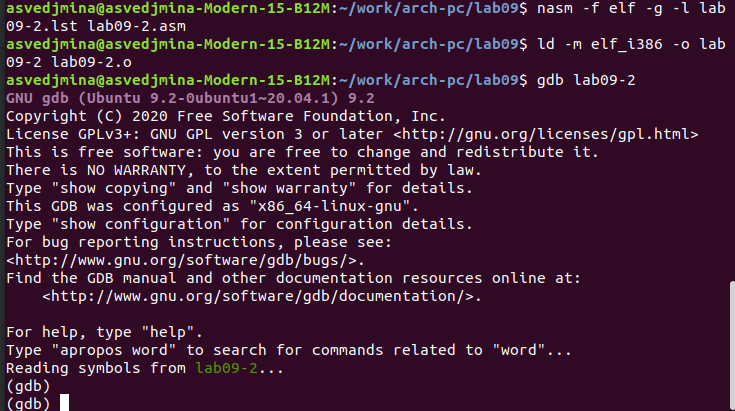 asvedjmina@asvedjmina-Modern-15-B12M:~/work/arch-pc/lab09$ nasm -f elf -g -l lab
09-2.lst lab09-2.asm
asvedjmina@asvedjmina-Modern-15-B12M:~/work/arch-pc/lab09$ ld -m elf_i386 -o lab
09-2 lab09-2.o
asvedjmina@asvedjmina-Modern-15-B12M:~/work/arch-pc/lab09$ gdb lab09-2
GNU gdb (Ubuntu 9.2-0ubuntu1~20.04.1) 9.2
Copyright (C) 2020 Free Software Foundation, Inc.
License GPLv3+: GNU GPL version 3 or later <http://gnu.org/licenses/gpl.html>
This is free software: you are free to change and redistribute it.
There is NO WARRANTY, to the extent permitted by law.
Type "show copying" and "show warranty" for details.
This GDB was configured as "x86_64-linux-gnu".
Type "show configuration" for configuration details.
For bug reporting instructions, please see:
<http://www.gnu.org/software/gdb/bugs/>.
Find the GDB manual and other documentation resources online at:
    <http://www.gnu.org/software/gdb/documentation/>.

For help, type "help".
Type "apropos word" to search for commands related to "word"...
Reading symbols from lab09-2...
(gdb)
(gdb)